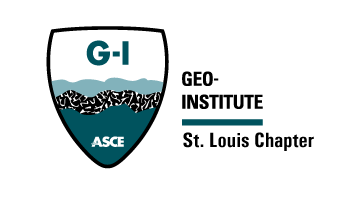 G-I
ASCE
GEO-
INSTITUTE
St. Louis Chapter